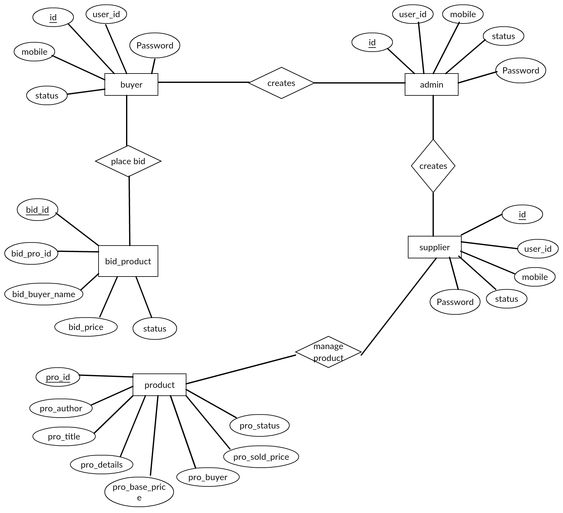 id
user_id
Password
mobile
status
buyer
creates
user_id
mobile
id
status
Password
admin
place bid
creates
bid_id
bid_pro_id
bid_product
bid_buyer_name
bid_price
status
id
supplier
user_id
mobile
status
Password
manage
product
pro_id
product
pro_author
pro_title
pro_details
pro_base_pric
e
pro_buyer
pro_sold_price
pro_status